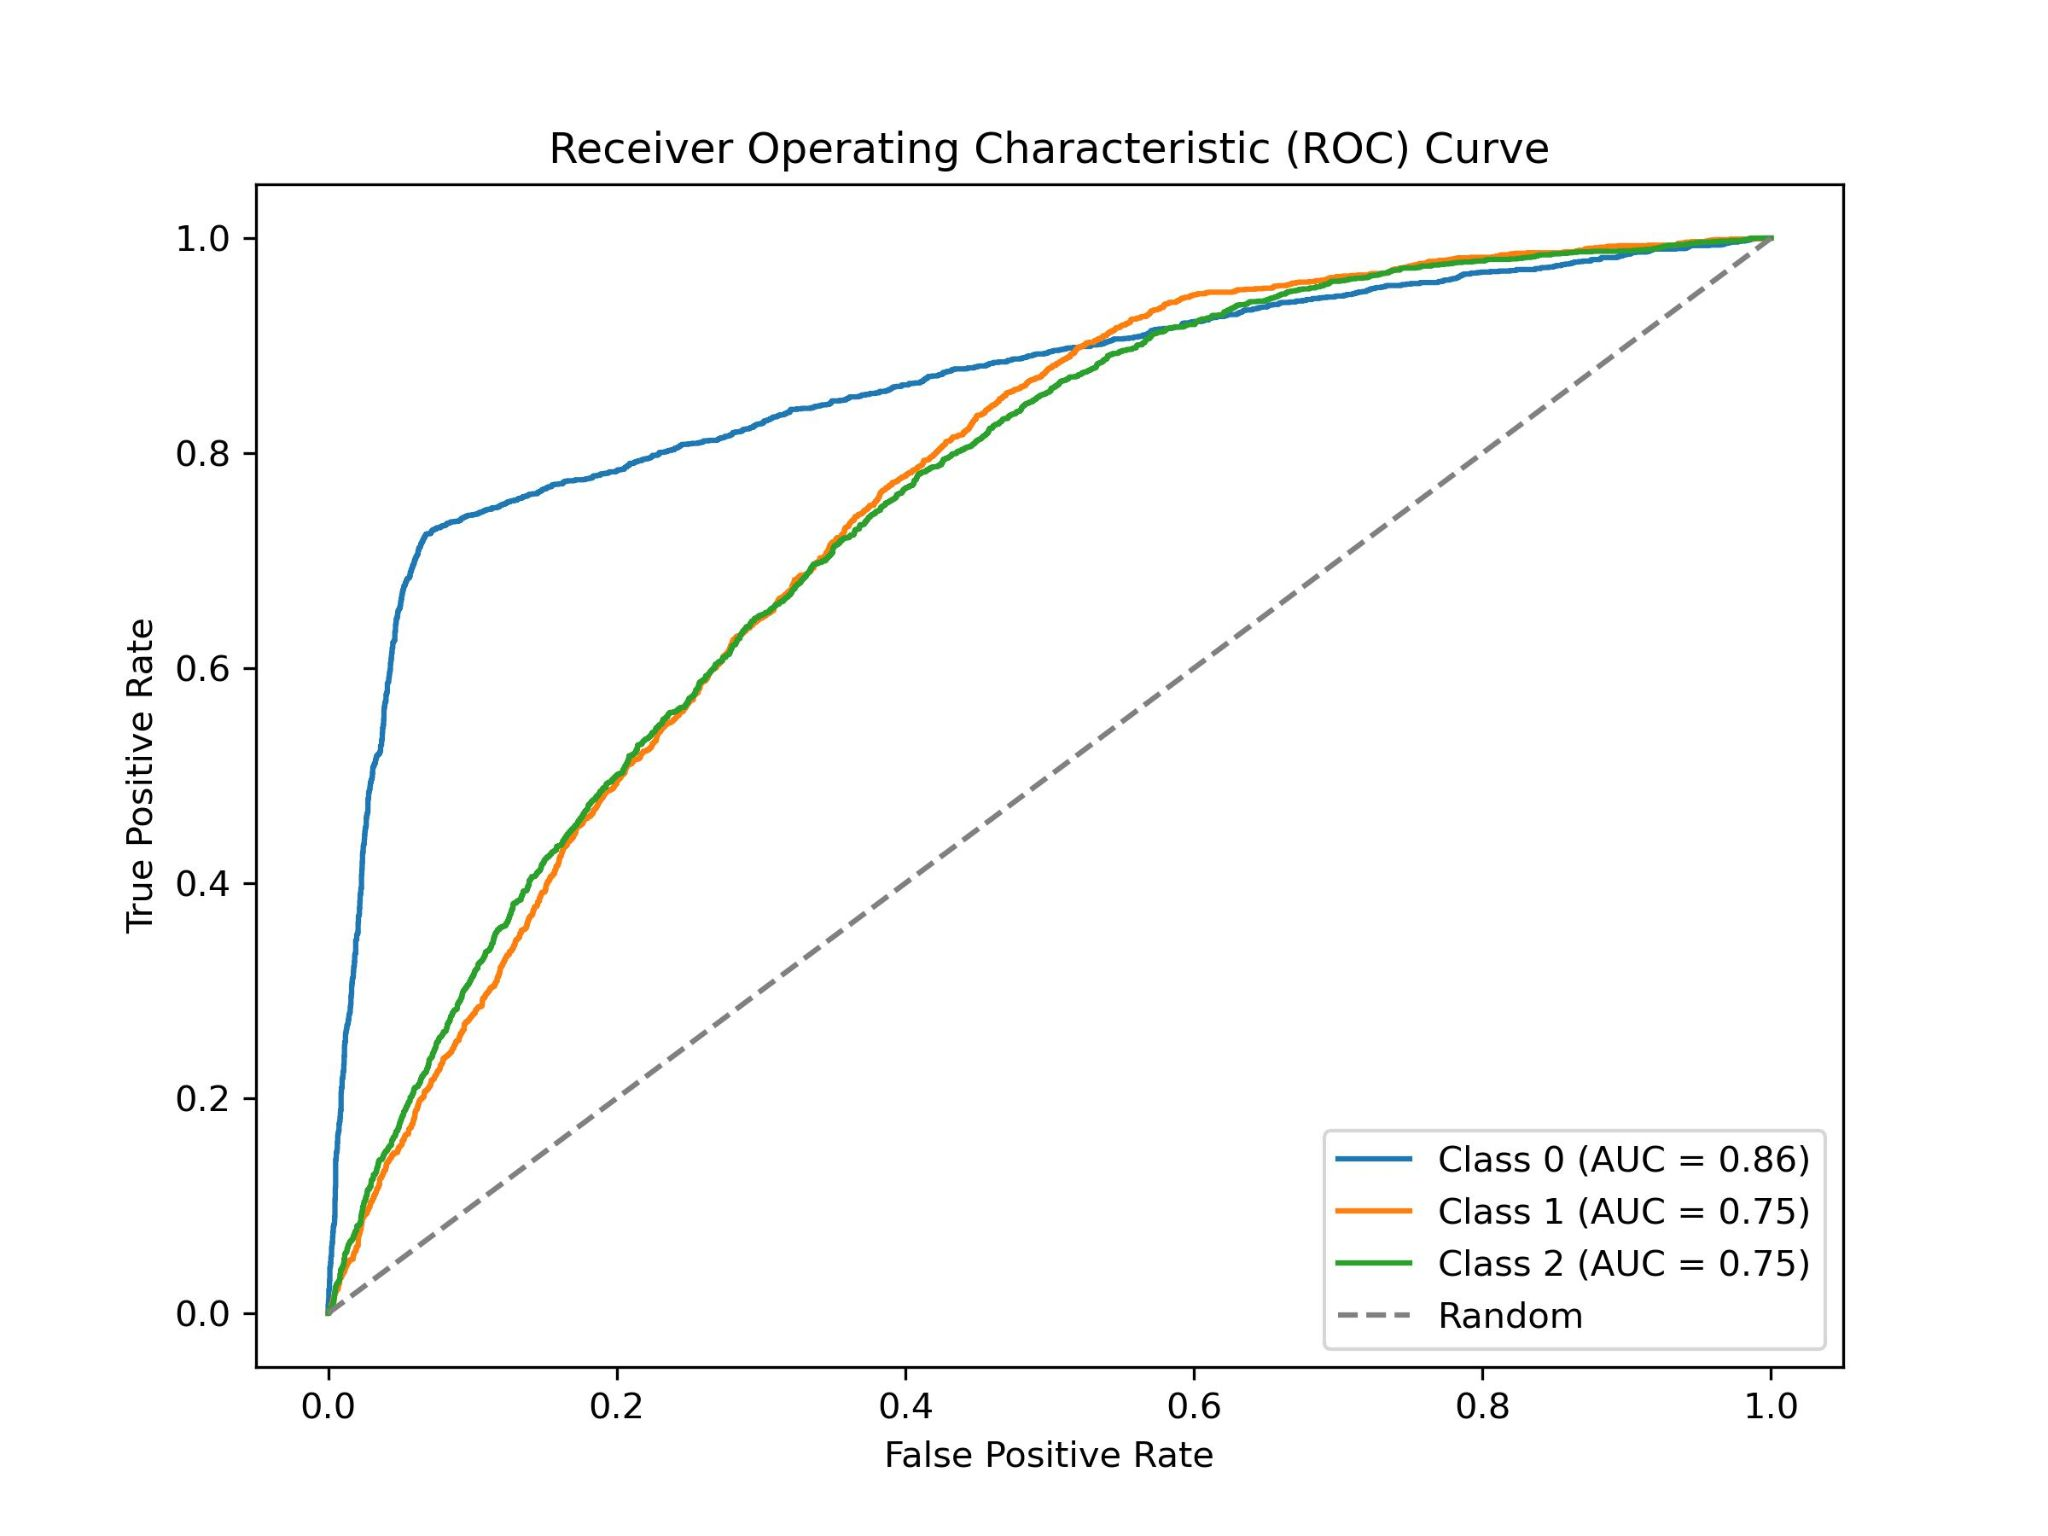 Receiver Operating Characteristic (ROC) Curve
1.0
0.8
0.6
0.4
0.2
0.0
True Positive Rate
Class 0 (AUC = 0.86)
Class 1 (AUC = 0.75)
Class 2 (AUC = 0.75)
Random
0.0 0.2 0.4 0.6 0.8 1.0
False Positive Rate